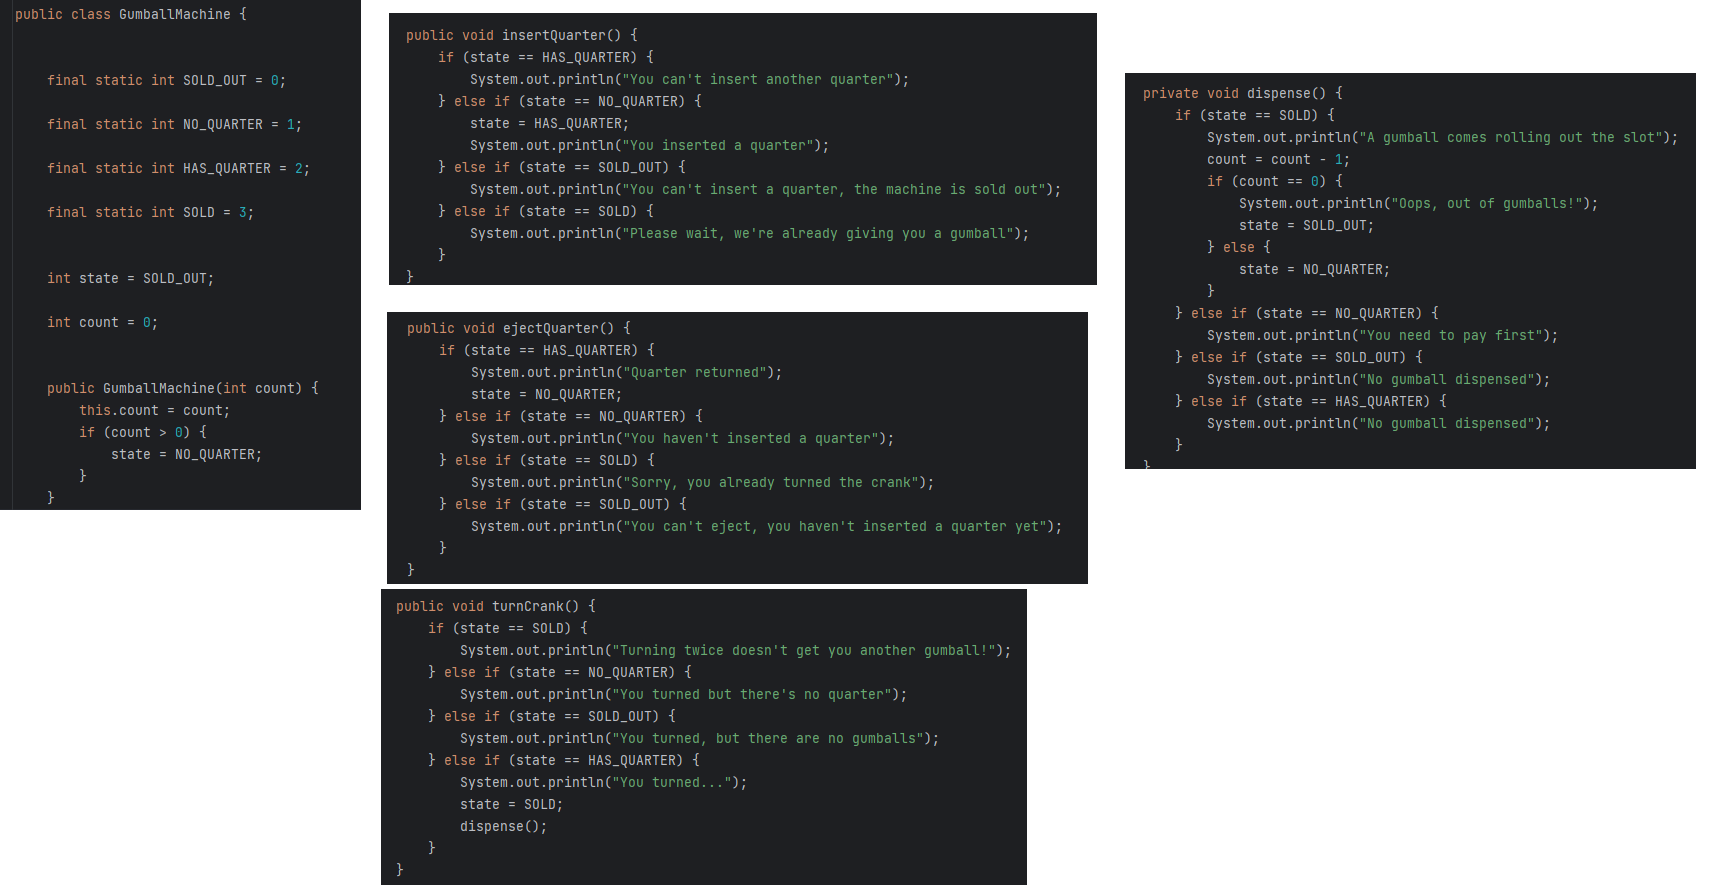 public class GumballMachine {
final static int SOLD_OUT = 0;
final static int NO_QUARTER = 1;
final static int HAS_QUARTER = 2;
final static int SOLD = 3;
int state = SOLD_OUT;
int count = 0;
public GumballMachine(int count) {
this.count = count;
if (count > 0) {
state = NO_QUARTER;
}
}
public void insertQuarter() {
if (state == HAS_QUARTER) {
System.out.println("You can't insert another quarter");
} else if (state == NO_QUARTER) {
state = HAS_QUARTER;
System.out.println("You inserted a quarter");
} else if (state == SOLD_OUT) {
System.out.println("You can't insert a quarter, the machine is sold out");
} else if (state == SOLD) {
System.out.println("Please wait, we're already giving you a gumball");
}
}
public void ejectQuarter() {
if (state == HAS_QUARTER) {
System.out.println("Quarter returned");
state = NO_QUARTER;
} else if (state == NO_QUARTER) {
System.out.println("You haven't inserted a quarter");
} else if (state == SOLD) {
System.out.println("Sorry, you already turned the crank");
} else if (state == SOLD_OUT) {
System.out.println("You can't eject, you haven't inserted a quarter yet");
}
}
public void turnCrank() {
if (state == SOLD) {
System.out.println("Turning twice doesn't get you another gumball!");
} else if (state == NO_QUARTER) {
System.out.println("You turned but there's no quarter");
} else if (state == SOLD_OUT) {
System.out.println("You turned, but there are no gumballs");
} else if (state == HAS_QUARTER) {
System.out.println("You turned...");
state = SOLD;
dispense();
}
}
private void dispense() {
if (state == SOLD) {
System.out.println("A gumball comes rolling out the slot");
count = count - 1;
if (count == 0) {
System.out.println("Oops, out of gumballs!");
state = SOLD_OUT;
} else {
state = NO_QUARTER;
}
} else if (state == NO_QUARTER) {
System.out.println("You need to pay first");
} else if (state == SOLD_OUT) {
System.out.println("No gumball dispensed");
} else if (state == HAS_QUARTER) {
System.out.println("No gumball dispensed");
}
}